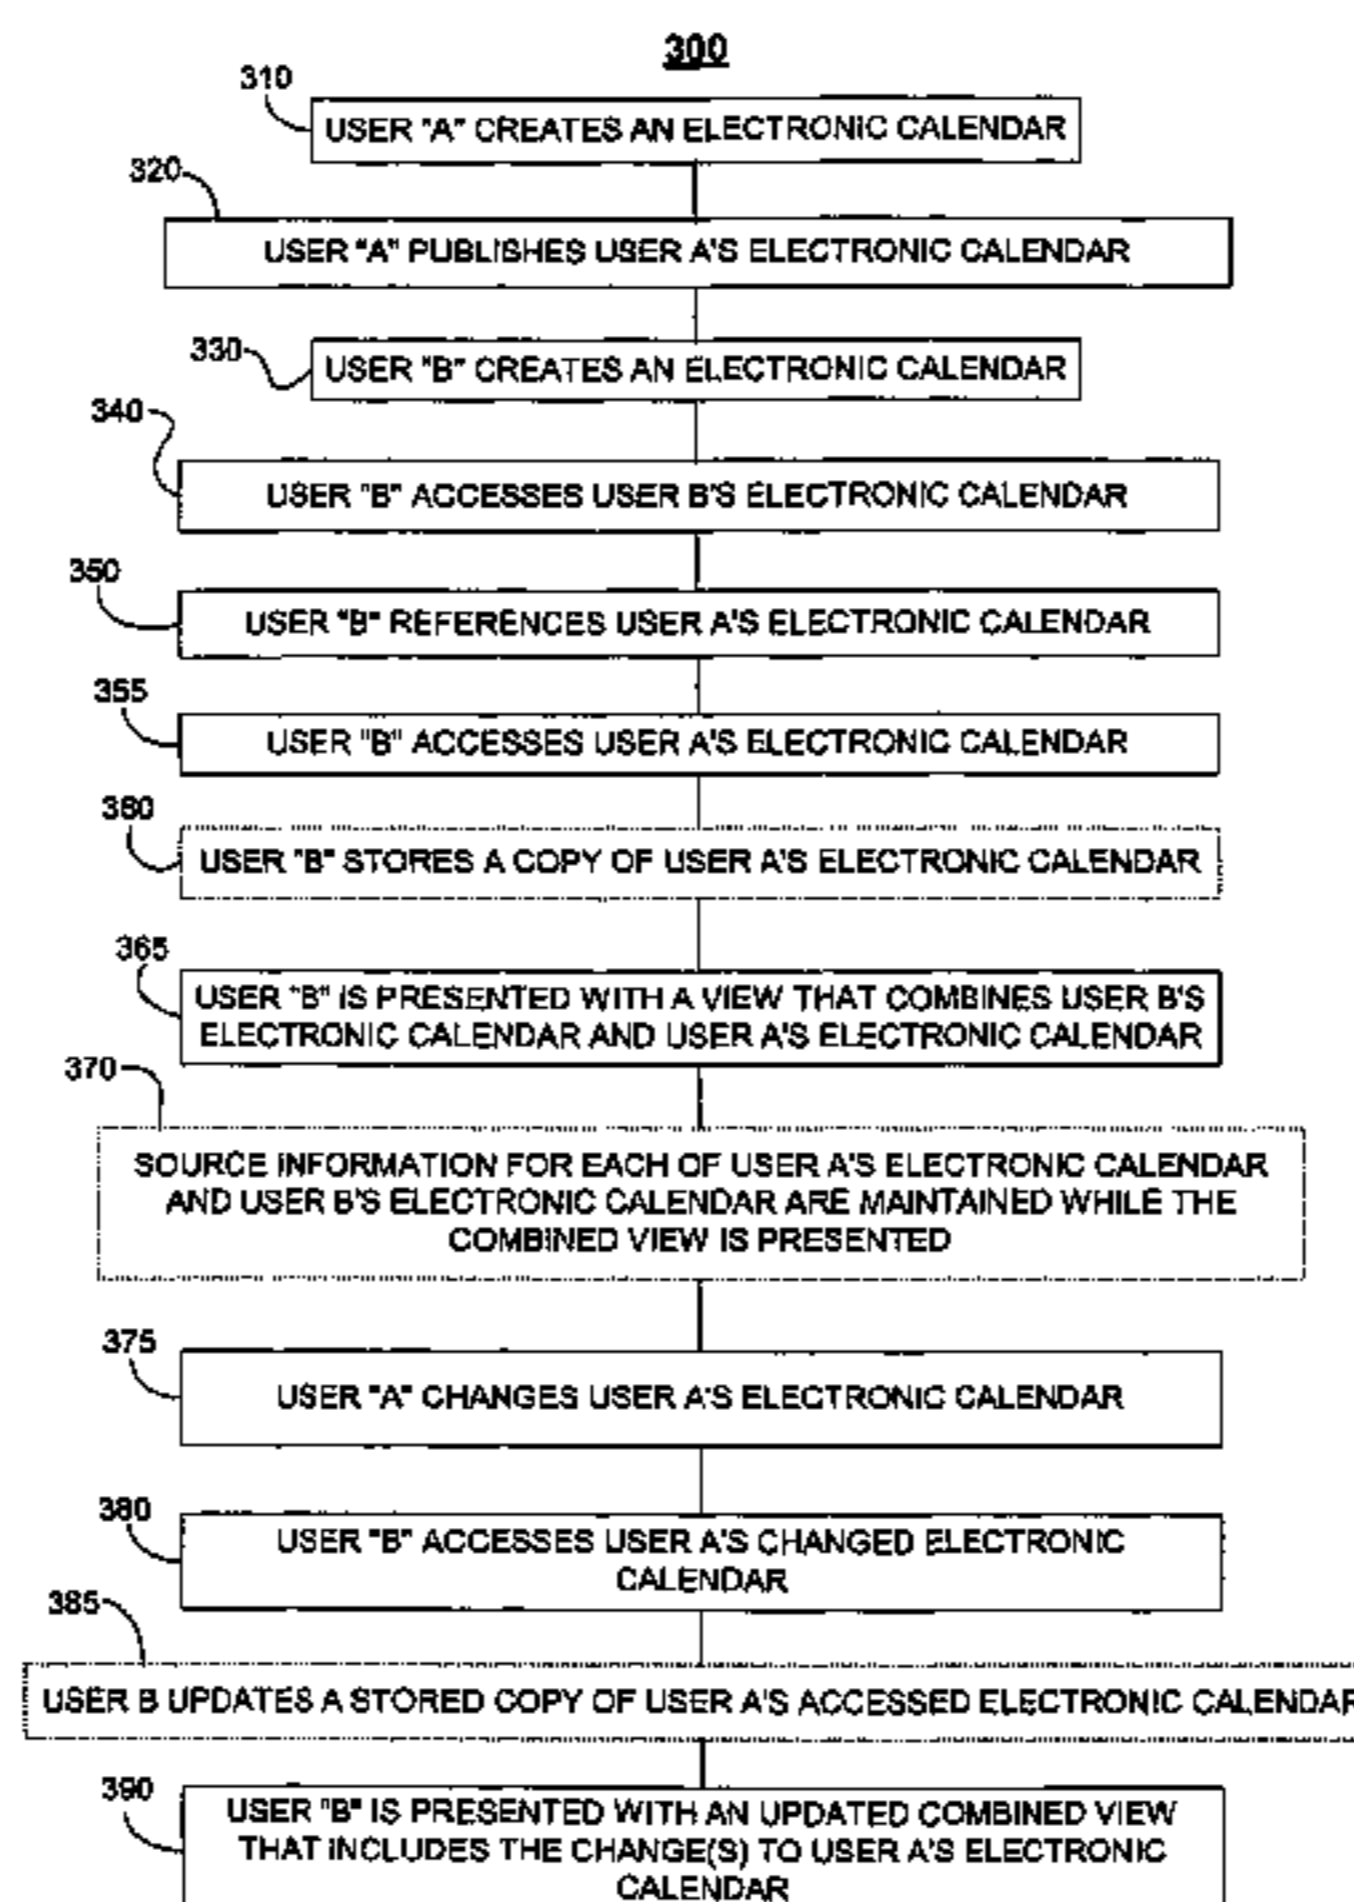 300
310
USER "A" CREATES AN ELECTRONIC CALENDAR
320
USER "A" PUBLISHES USER A'S ELECTRONIC CALENDAR
330
USER "B" CREATES AN ELECTRONIC CALENDAR
340
USER "B" ACCESSES USER B'S ELECTRONIC CALENDAR
350
USER "B" REFERENCES USER A'S ELECTRONIC CALENDAR
355
USER "B" ACCESSES USER A'S ELECTRONIC CALENDAR
360
USER "B" STORES A COPY OF USER A'S ELECTRONIC CALENDAR
365
USER "B" IS PRESENTED WITH A VIEW THAT COMBINES USER B'S
ELECTRONIC CALENDAR AND USER A'S ELECTRONIC CALENDAR
370
SOURCE INFORMATION FOR EACH OF USER A'S ELECTRONIC CALENDAR
AND USER B'S ELECTRONIC CALENDAR ARE MAINTAINED WHILE THE
COMBINED VIEW IS PRESENTED
375
USER "A" CHANGES USER A'S ELECTRONIC CALENDAR
380
USER "B" ACCESSES USER A'S CHANGED ELECTRONIC
CALENDAR
385
USER B UPDATES A STORED COPY OF USER A'S ACCESSED ELECTRONIC CALENDAR
390
USER "B" IS PRESENTED WITH AN UPDATED COMBINED VIEW
THAT INCLUDES THE CHANGE(S) TO USER A'S ELECTRONIC
CALENDAR